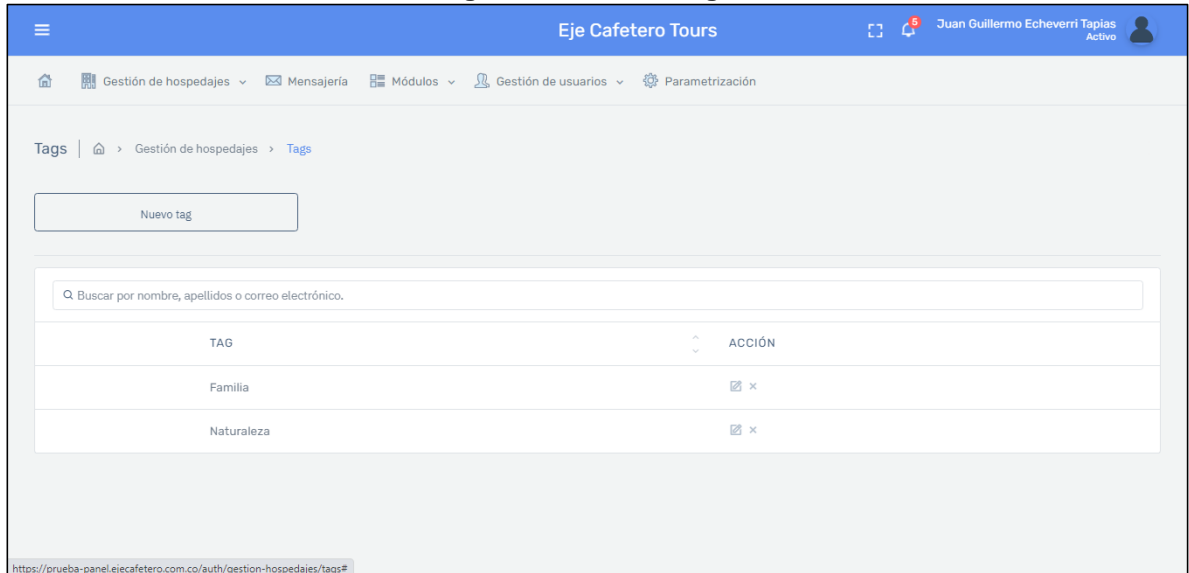 Eje Cafetero Tours
5
Juan Guillermo Echeverri Tapias
Activo
Gestión de hospedajes
Mensajería
Módulos
Gestión de usuarios
Parametrización
Tags
Gestión de hospedajes > Tags
Nuevo tag
Buscar por nombre, apellidos o correo electrónico.
TAG
ACCIÓN
Familia
Naturaleza
https://prueba-panel.ejecafetero.com.co/auth/gestion-hospedajes/tags#